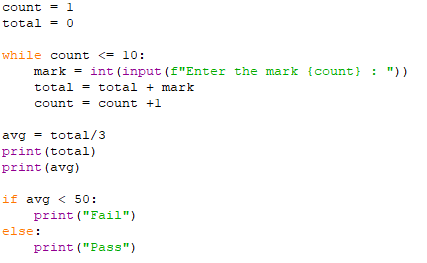 count = 1
total = 0
while count <= 10:
    mark = int(input(f"Enter the mark {count} : "))
    total = total + mark
    count = count +1
avg = total/3
print(total)
print(avg)
if avg < 50:
    print("Fail")
else:
    print("Pass")